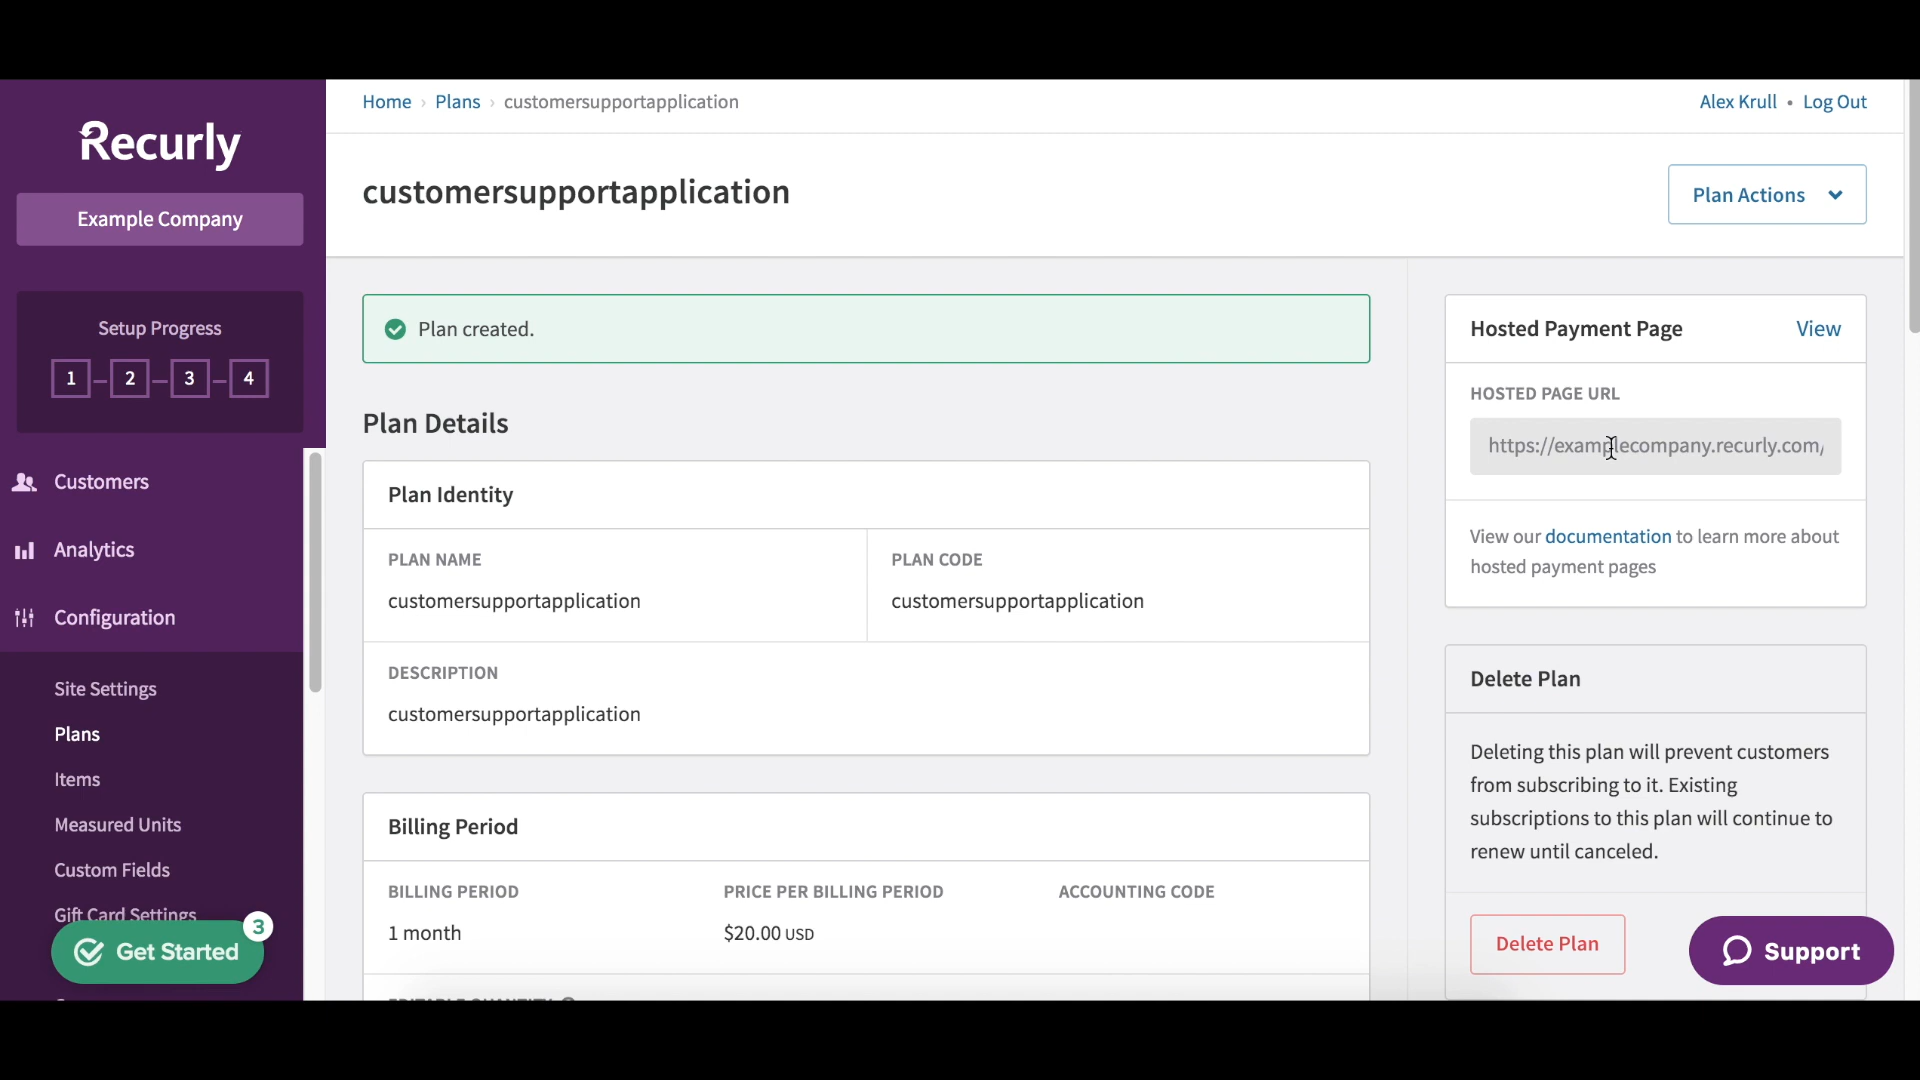 Recurly
Example Company
Setup Progress
1 2 3 4
Customers
Analytics
Configuration
Site Settings
Plans
Items
Measured Units
Custom Fields
Gift Card Settings
Get Started
3
Home › Plans › customersupportapplication
Alex Krull • Log Out
customersupportapplication
Plan Actions
Plan created.
Plan Details
Plan Identity
PLAN NAME
customersupportapplication
PLAN CODE
customersupportapplication
DESCRIPTION
customersupportapplication
Billing Period
BILLING PERIOD
1 month
PRICE PER BILLING PERIOD
$20.00 USD
ACCOUNTING CODE
Hosted Payment Page
View
HOSTED PAGE URL
https://examplecompany.recurly.com/
View our documentation to learn more about
hosted payment pages
Delete Plan
Deleting this plan will prevent customers
from subscribing to it. Existing
subscriptions to this plan will continue to
renew until canceled.
Delete Plan
Support